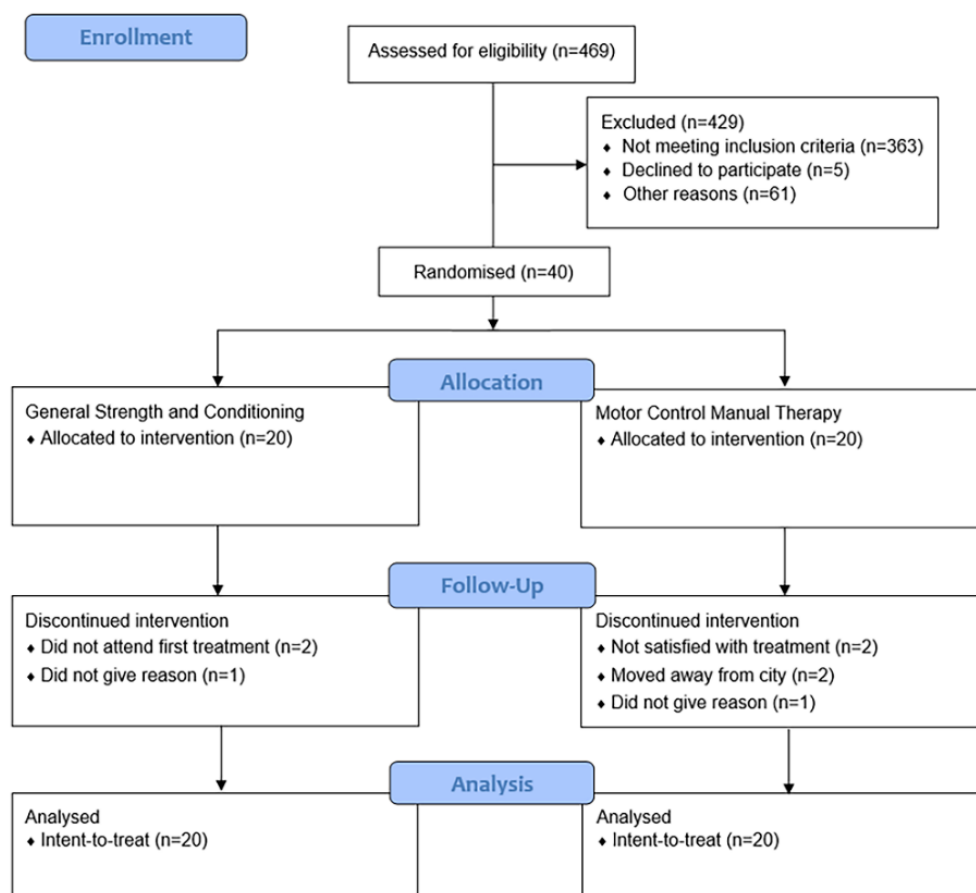 Enrollment
Assessed for eligibility (n=469)
Excluded (n=429)
♦ Not meeting inclusion criteria (n=363)
♦ Declined to participate (n=5)
♦ Other reasons (n=61)
Randomised (n=40)
Allocation
General Strength and Conditioning
♦ Allocated to intervention (n=20)
Motor Control Manual Therapy
♦ Allocated to intervention (n=20)
Follow-Up
Discontinued intervention
♦ Did not attend first treatment (n=2)
♦ Did not give reason (n=1)
Discontinued intervention
♦ Not satisfied with treatment (n=2)
♦ Moved away from city (n=2)
♦ Did not give reason (n=1)
Analysis
Analysed
♦ Intent-to-treat (n=20)
Analysed
♦ Intent-to-treat (n=20)